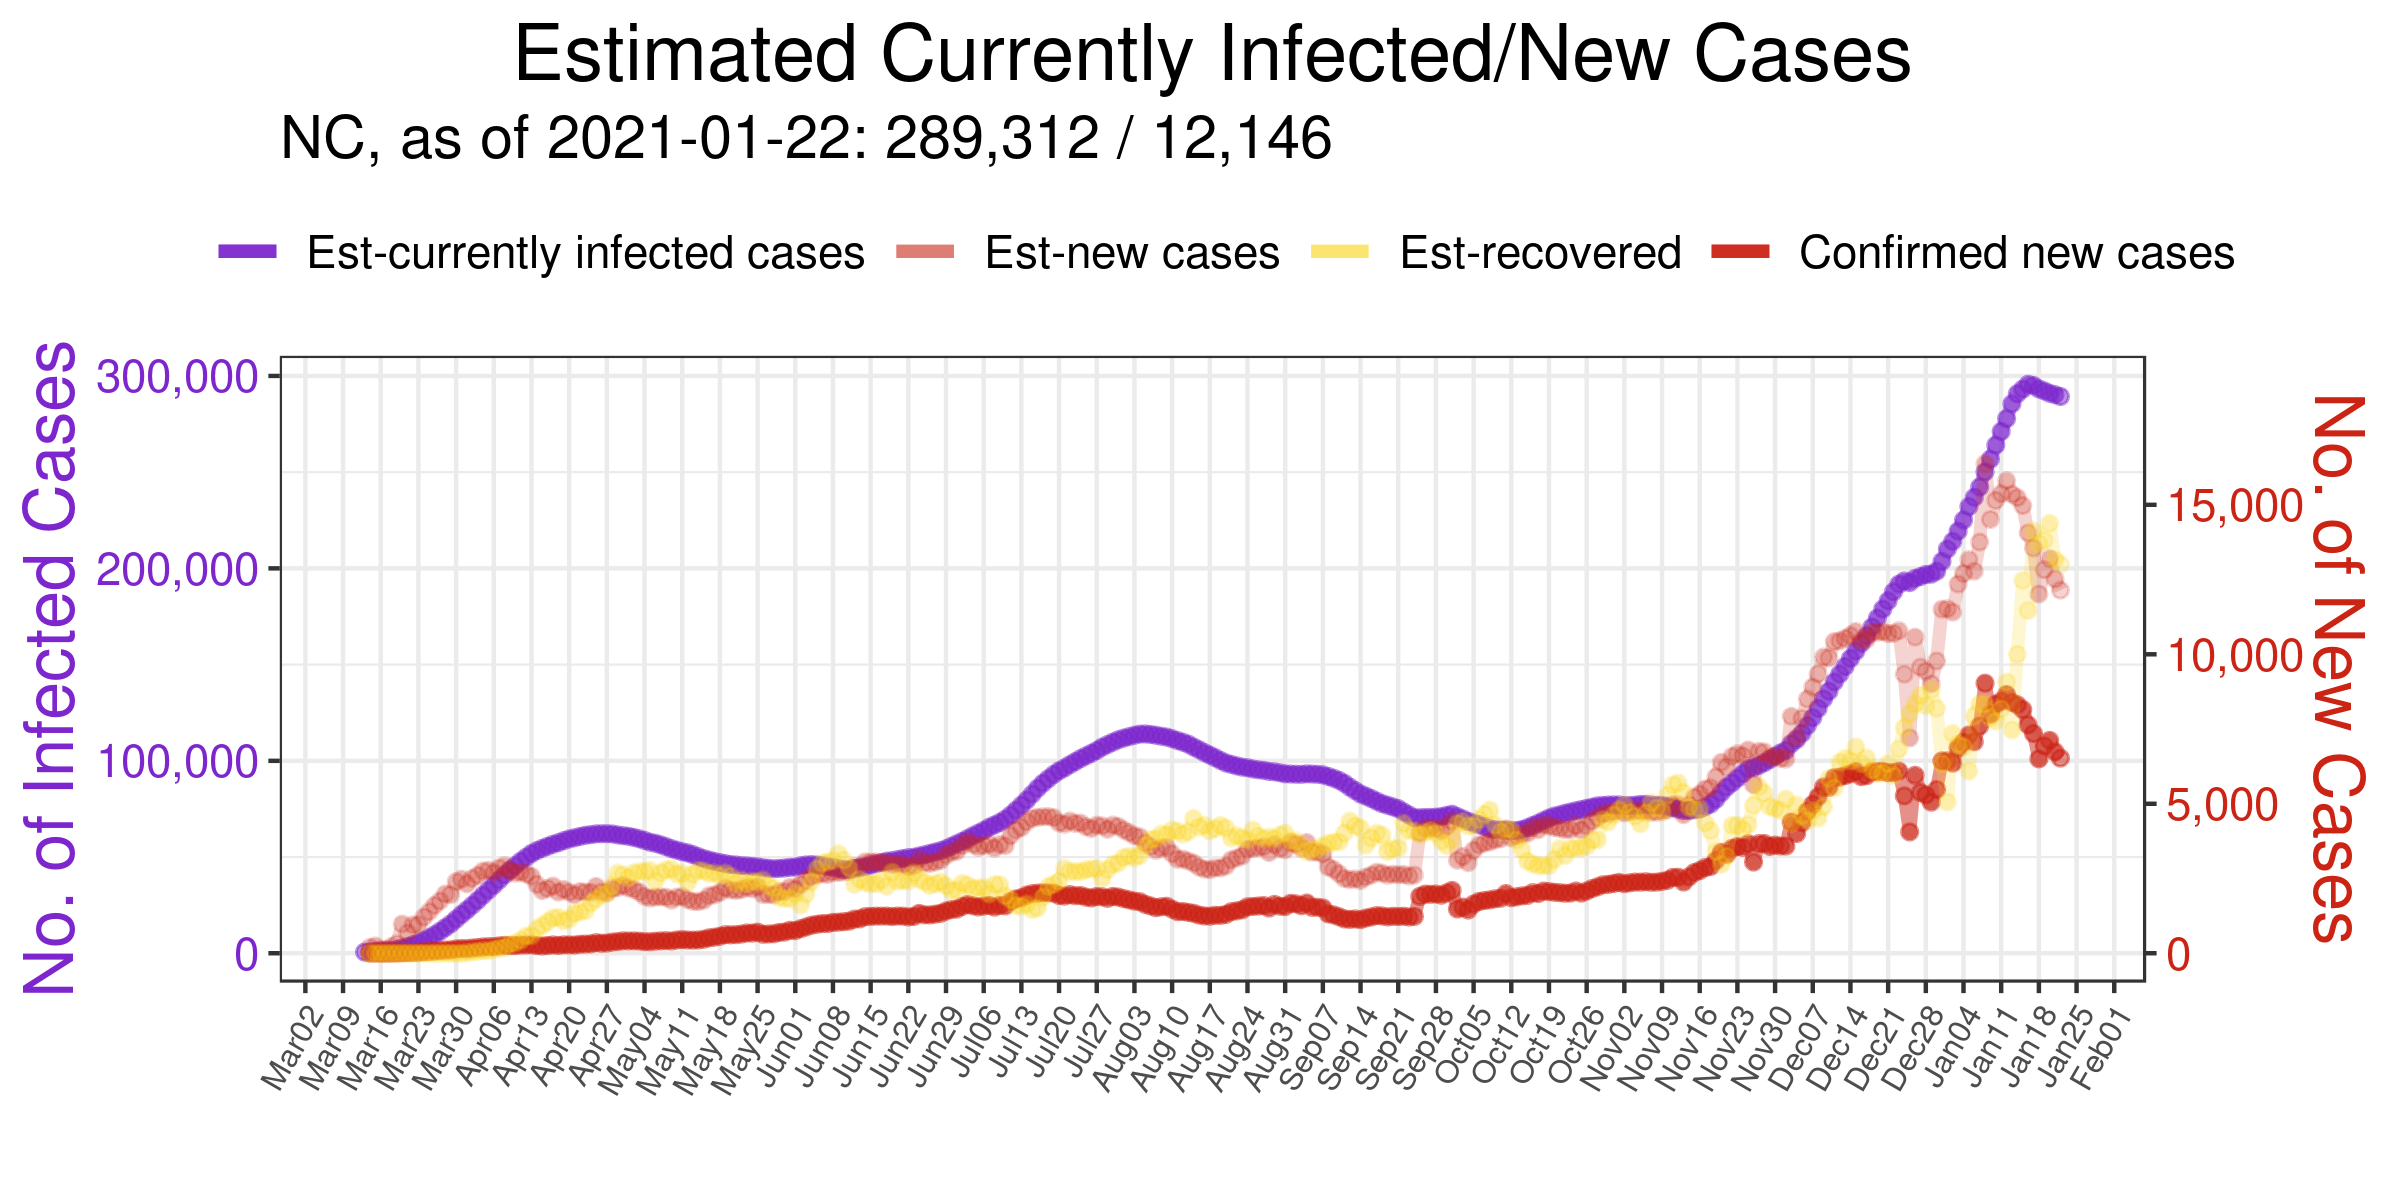 Estimated Currently Infected/New Cases
NC, as of 2021-01-22: 289,312 / 12,146
Est-currently infected cases Est-new cases Est-recovered Confirmed new cases
No. of Infected Cases
300,000
200,000
100,000
0
15,000
10,000
5,000
0
No. of New Cases
Mar02 Mar09 Mar16 Mar23 Mar30 Apr06 Apr13 Apr20 Apr27 May04 May11 May18 May25 Jun01 Jun08 Jun15 Jun22 Jun29 Jul06 Jul13 Jul20 Jul27 Aug03 Aug10 Aug17 Aug24 Aug31 Sep07 Sep14 Sep21 Sep28 Oct05 Oct12 Oct19 Oct26 Nov02 Nov09 Nov16 Nov23 Nov30 Dec07 Dec14 Dec21 Dec28 Jan04 Jan11 Jan18 Jan25 Feb01